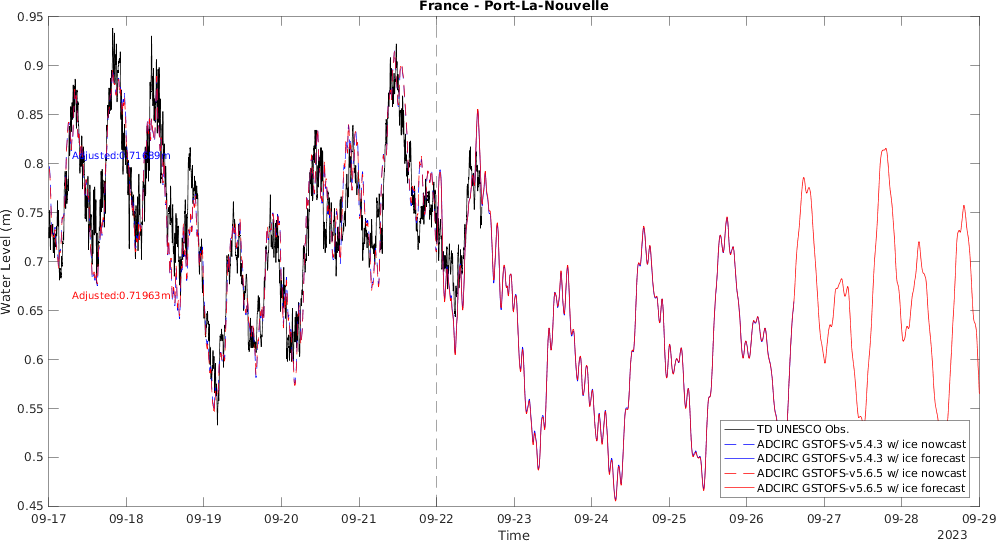 France - Port-La-Nouvelle
Water Level (m)
0.95
0.9
0.85
0.8
0.75
0.7
0.65
0.6
0.55
0.5
0.45
Adjusted:0.71639m
Adjusted:0.71963m
TD UNESCO Obs.
ADCIRC GSTOFS-v5.4.3 w/ ice nowcast
ADCIRC GSTOFS-v5.4.3 w/ ice forecast
ADCIRC GSTOFS-v5.6.5 w/ ice nowcast
ADCIRC GSTOFS-v5.6.5 w/ ice forecast
09-17 09-18 09-19 09-20 09-21 09-22 09-23 09-24 09-25 09-26 09-27 09-28 09-29
Time
2023